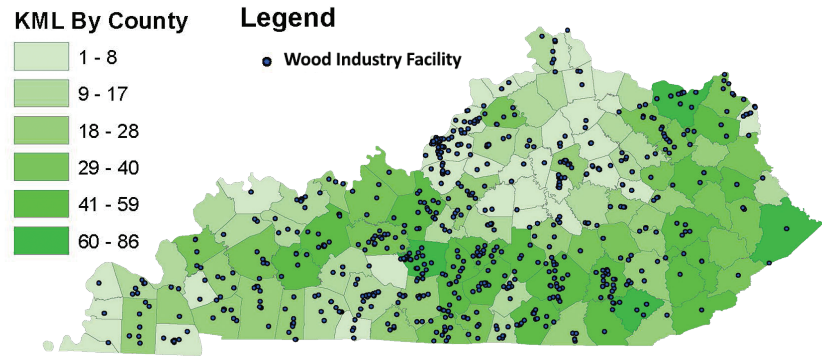 KML By County
1 - 8
9 - 17
18 - 28
29 - 40
41 - 59
60 - 86
Legend
Wood Industry Facility